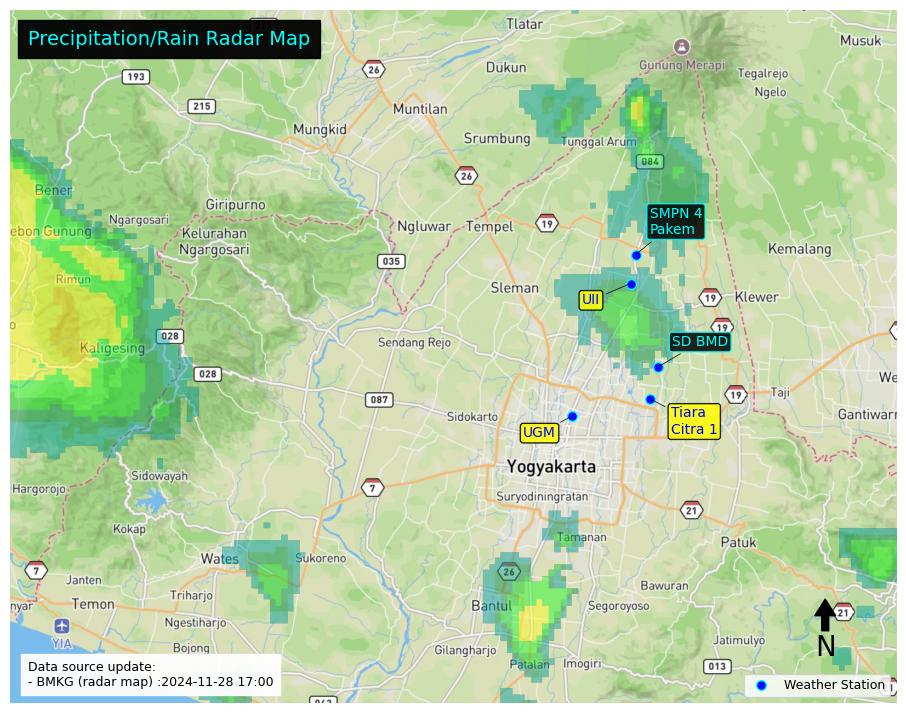 Precipitation/Rain Radar Map
Tlatar
Musuk
26
Dukun
Gunung Merapi
Tegalrejo
193
Ngelo
215
Muntilan
Mungkid
Srumbung
Tunggal Arum
084
26
Bener
Ngargosari
Giripurno
SMPN 4
Pakem
ebon Gunung
Kelurahan
Ngargosari
Ngluwar
Tempel
19
Kemalang
035
Rimun
Sleman
UII
19
Klewer
028
Kaligesing
Sendang Rejo
19
SD BMD
028
We
087
19
Taji
Sidokarto
Tiara
Citra 1
Gantiwarn
UGM
Yogyakarta
Sidowayah
Hargorojo
7
Suryodiningratan
21
Kokap
Tamanan
Patuk
Wates
Sukoreno
7
26
Janten
Bawuran
nyar
Temon
Triharjo
Bantul
Segoroyoso
21
Ngestiharjo
YIA
Bojong
Gilangharjo
Jatimulyo
N
Patalan
Imogiri
013
Data source update:
- BMKG (radar map) :2024-11-28 17:00
Weather Station